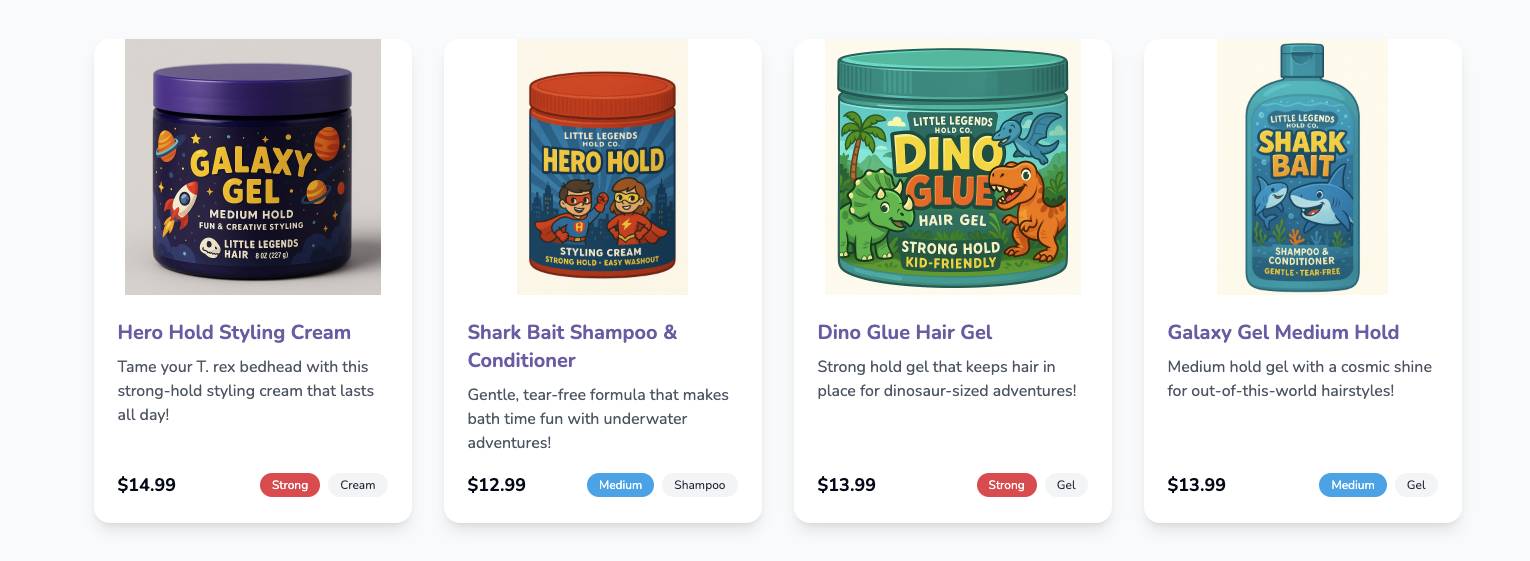 GALAXY
GEL
MEDIUM HOLD
FUN & CREATIVE STYLING
LITTLE LEGENDS
HAIR 8 OZ (227 g)
Hero Hold Styling Cream
Tame your T. rex bedhead with this
strong-hold styling cream that lasts
all day!
$14.99
Strong
Cream
LITTLE LEGENDS
HOLD CO.
HERO HOLD
H
STYLING CREAM
STRONG HOLD · EASY WASHOUT
Shark Bait Shampoo &
Conditioner
Gentle, tear-free formula that makes
bath time fun with underwater
adventures!
$12.99
Medium
Shampoo
LITTLE LEGENDS
HOLD CO.
DINO
GLUE
HAIR GEL
STRONG HOLD
KID-FRIENDLY
Dino Glue Hair Gel
Strong hold gel that keeps hair in
place for dinosaur-sized adventures!
$13.99
Strong
Gel
LITTLE LEGENDS
HOLD CO.
SHARK
BAIT
SHAMPOO &
CONDITIONER
GENTLE · TEAR-FREE
Galaxy Gel Medium Hold
Medium hold gel with a cosmic shine
for out-of-this-world hairstyles!
$13.99
Medium
Gel